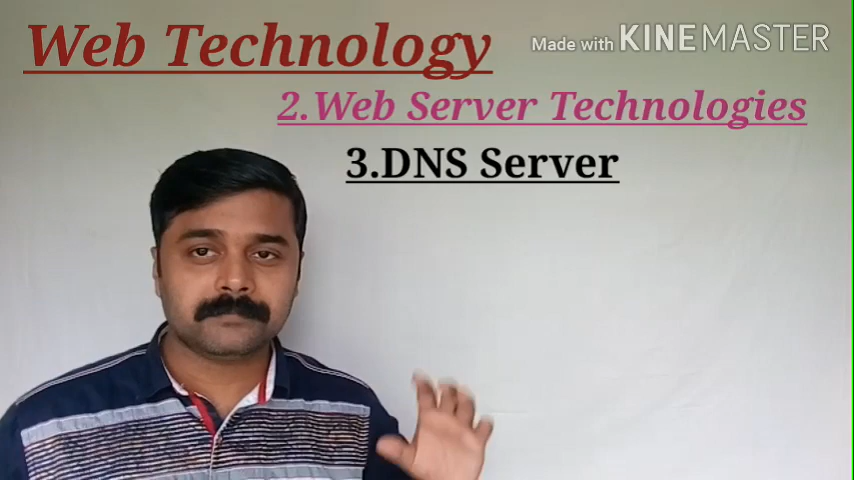 Web Technology
Made with KINEMASTER
2.Web Server Technologies
3.DNS Server